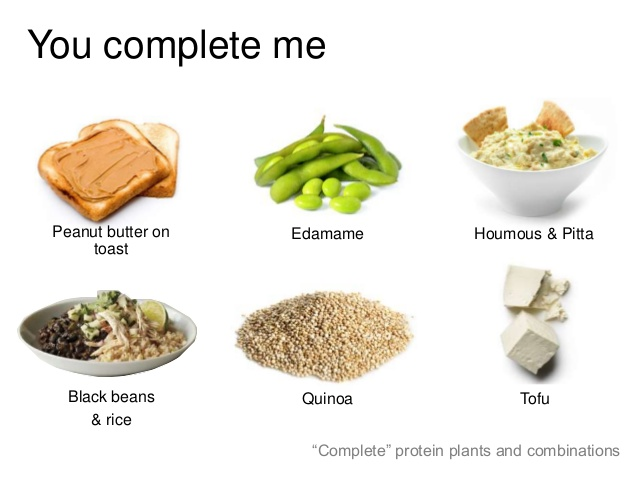 You complete me
Peanut butter on
toast
Edamame
Houmous & Pitta
Black beans
& rice
Quinoa
Tofu
“Complete” protein plants and combinations